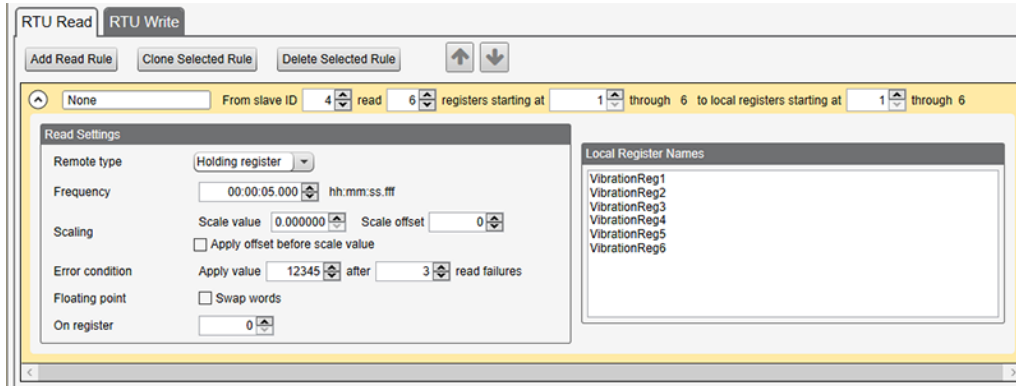 RTU Read RTU Write
Add Read Rule Clone Selected Rule Delete Selected Rule
None From slave ID 4 read 6 registers starting at 1 through 6 to local registers starting at 1 through 6
Read Settings
Remote type Holding register
Frequency 00:00:05.000 hh:mm:ss.fff
Scaling Scale value 0.000000 Scale offset 0
Apply offset before scale value
Error condition Apply value 12345 after 3 read failures
Floating point Swap words
On register 0
Local Register Names
VibrationReg1
VibrationReg2
VibrationReg3
VibrationReg4
VibrationReg5
VibrationReg6